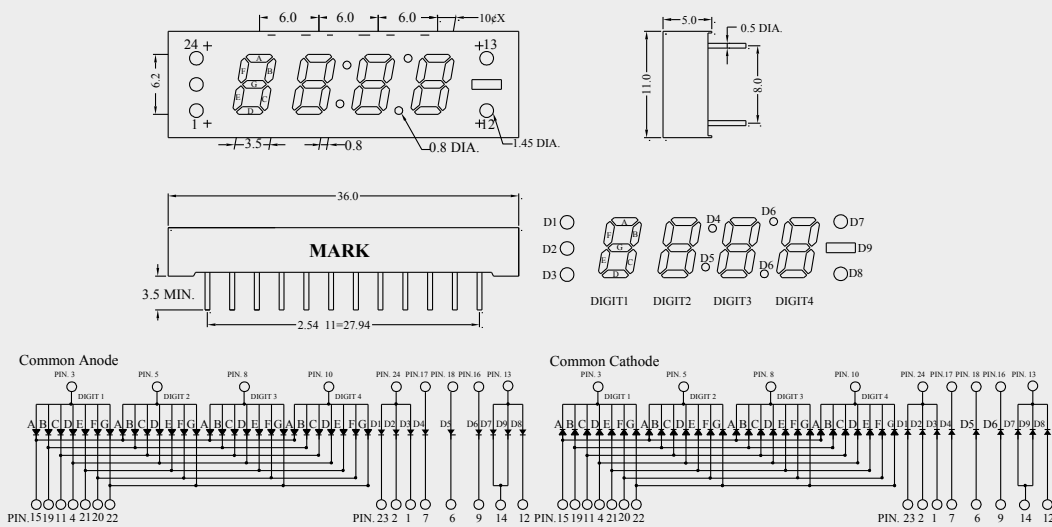 6.0 6.0 6.0 10¢X
24 + +13
A
F B
G
E C
D
6.2
1 + +12
3.5 0.8 0.8 DIA. 1.45 DIA.
5.0
0.5 DIA.
11.0 8.0
36.0
MARK
3.5 MIN.
2.54 11=27.94
D1 D4 D6 D7
D2 D9
D3 D5 D6 D8
A
F B
G
E C
D
DIGIT1 DIGIT2 DIGIT3 DIGIT4
Common Anode
PIN. 3 PIN. 5 PIN. 8 PIN. 10 PIN. 24 PIN.17 PIN. 18 PIN.16 PIN. 13
DIGIT 1 DIGIT 2 DIGIT 3 DIGIT 4
A B C D E F G A B C D E F G A B C D E F G A B C D E F G D1 D2 D3 D4 D5 D6 D7 D9 D8
PIN. 15 19 11 4 21 20 22 PIN. 23 2 1 7 6 9 14 12
Common Cathode
PIN. 3 PIN. 5 PIN. 8 PIN. 10 PIN. 24 PIN.17 PIN. 18 PIN.16 PIN. 13
DIGIT 1 DIGIT 2 DIGIT 3 DIGIT 4
A B C D E F G A B C D E F G A B C D E F G A B C D E F G D1 D2 D3 D4 D5 D6 D7 D9 D8
PIN. 15 19 11 4 21 20 22 PIN. 23 2 1 7 6 9 14 12